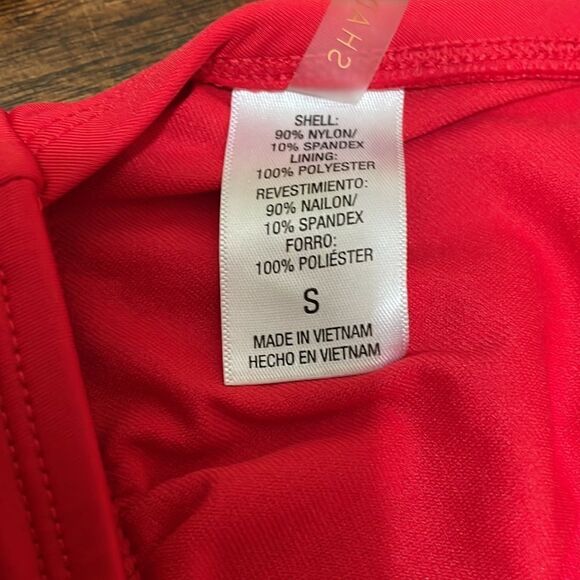 SHAN
SHELL:
90% NYLON/
10% SPANDEX
LINING:
100% POLYESTER
REVESTIMIENTO:
90% NAILON/
10% SPANDEX
FORRO:
100% POLIÉSTER
S
MADE IN VIETNAM
HECHO EN VIETNAM